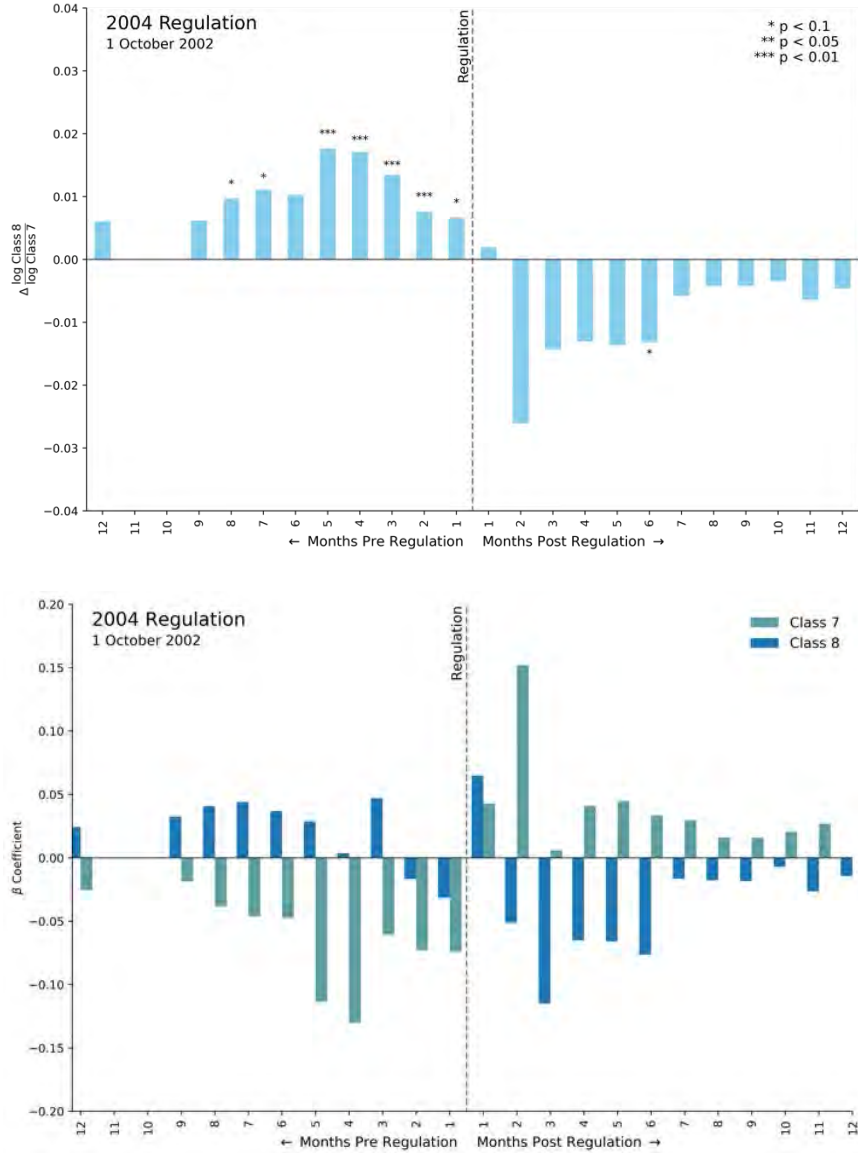 2004 Regulation
1 October 2002
Regulation
* p < 0.1
** p < 0.05
*** p < 0.01
0.04
0.03
0.02
0.01
0.00
−0.01
−0.02
−0.03
−0.04
Δ log Class 8 / log Class 7
* * *** *** *** *** *
*
12 11 10 9 8 7 6 5 4 3 2 1 1 2 3 4 5 6 7 8 9 10 11 12
← Months Pre Regulation Months Post Regulation →
2004 Regulation
1 October 2002
Regulation
Class 7
Class 8
0.20
0.15
0.10
0.05
0.00
−0.05
−0.10
−0.15
−0.20
β Coefficient
12 11 10 9 8 7 6 5 4 3 2 1 1 2 3 4 5 6 7 8 9 10 11 12
← Months Pre Regulation Months Post Regulation →